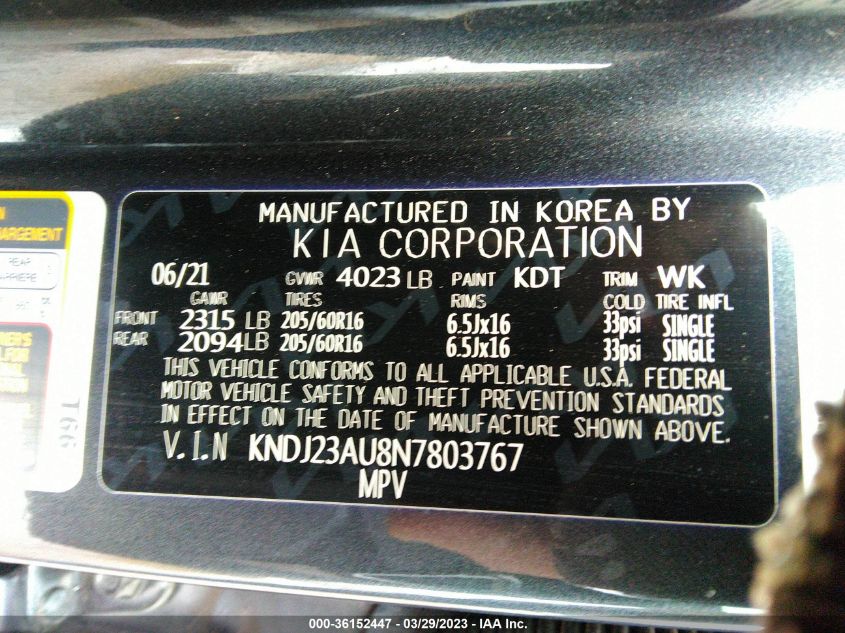 MANUFACTURED IN KOREA BY
KIA CORPORATION
06/21 GVWR 4023 LB PAINT KDT TRIM WK
GAWR TIRES RIMS COLD TIRE INFL
FRONT 2315 LB 205/60R16 6.5Jx16 33psi SINGLE
REAR 2094LB 205/60R16 6.5Jx16 33psi SINGLE
THIS VEHICLE CONFORMS TO ALL APPLICABLE U.S.A. FEDERAL
MOTOR VEHICLE SAFETY AND THEFT PREVENTION STANDARDS
IN EFFECT ON THE DATE OF MANUFACTURE SHOWN ABOVE.
V.I.N KNDJ23AU8N7803767
MPV
REAR
000-36152447 - 03/29/2023 - IAA Inc.